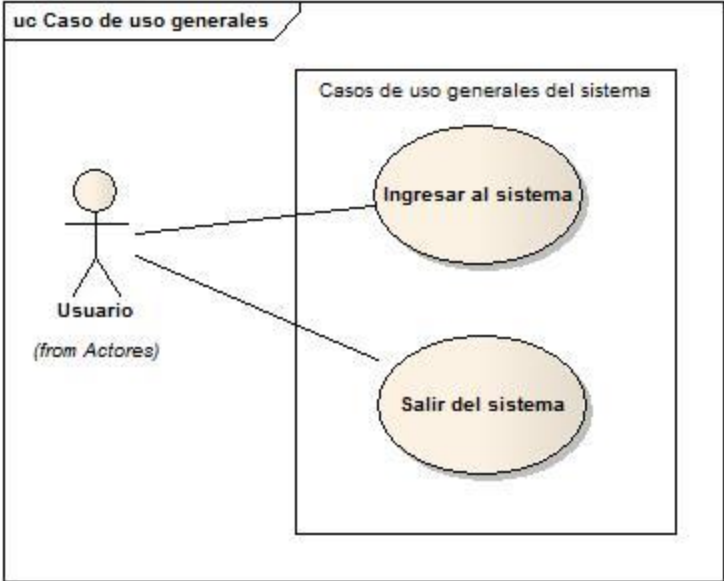 uc Caso de uso generales
Casos de uso generales del sistema
Ingresar al sistema
Usuario
(from Actores)
Salir del sistema